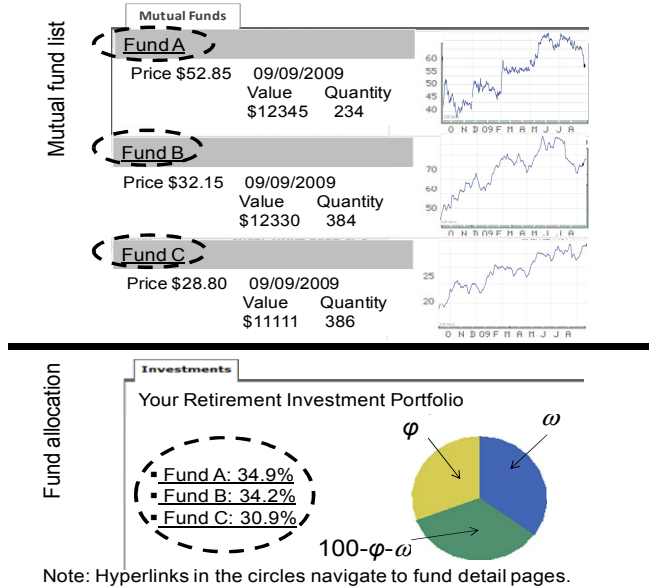 Mutual fund list
Mutual Funds
Fund A
Price $52.85 09/09/2009
Value Quantity
$12345 234
60
55
50
45
40
O N D 09 F M A M J J A
Fund B
Price $32.15 09/09/2009
Value Quantity
$12330 384
70
60
50
O N D 09 F M A M J J A
Fund C
Price $28.80 09/09/2009
Value Quantity
$11111 386
25
20
O N D 09 F M A M J J A
Fund allocation
Investments
Your Retirement Investment Portfolio
φ
ω
▪ Fund A: 34.9%
▪ Fund B: 34.2%
▪ Fund C: 30.9%
100-φ-ω
Note: Hyperlinks in the circles navigate to fund detail pages.